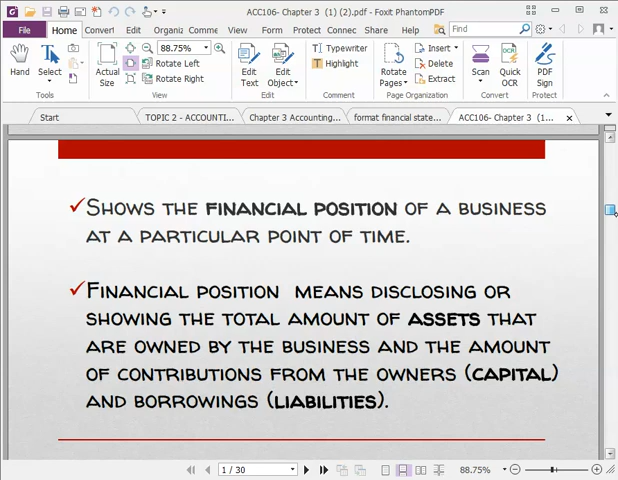 ACC106- Chapter 3 (1) (2).pdf - Foxit PhantomPDF
File Home Convert Edit Organiz Comme View Form Protect Connect Share Help Find
Hand Select 88.75% Typewriter Insert
Actual Size Rotate Left Edit Text Edit Object Highlight Rotate Pages Delete Scan Quick OCR PDF Sign
Rotate Right Extract
Tools View Edit Comment Page Organization Convert Protect
Start TOPIC 2 - ACCOUNTI... Chapter 3 Accounting... format financial state... ACC106- Chapter 3 (1...
Shows the FINANCIAL POSITION of a business
at a particular point of time.
Financial position means disclosing or
showing the total amount of ASSETS that
are owned by the business and the amount
of contributions from the owners (CAPITAL)
and borrowings (LIABILITIES).
1 / 30 88.75%